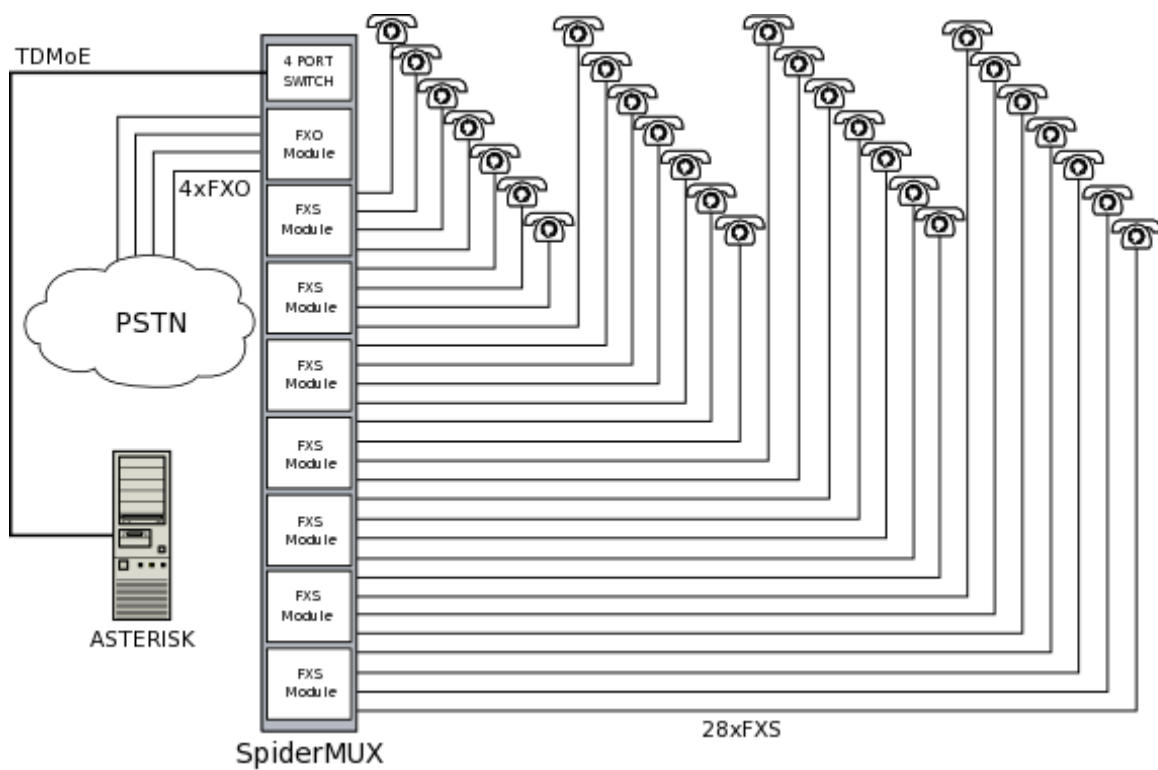 TDMoE
4 PORT
SWITCH
FXO
Module
4xFXO
FXS
Module
FXS
Module
PSTN
FXS
Module
FXS
Module
FXS
Module
FXS
Module
ASTERISK
FXS
Module
28xFXS
SpiderMUX